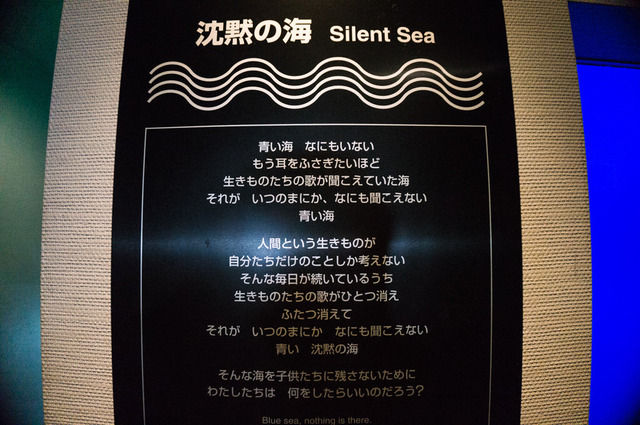 沈黙の海 Silent Sea
青い海　なにもいない
もう耳をふさぎたいほど
生きものたちの歌が聞こえていた海
それが　いつのまにか、なにも聞こえない
青い海
人間という生きものが
自分たちだけのことしか考えない
そんな毎日が続いているうち
生きものたちの歌がひとつ消え
ふたつ消えて
それが　いつのまにか　なにも聞こえない
青い　沈黙の海
そんな海を子供たちに残さないために
わたしたちは　何をしたらいいのだろう?
Blue sea, nothing is there.